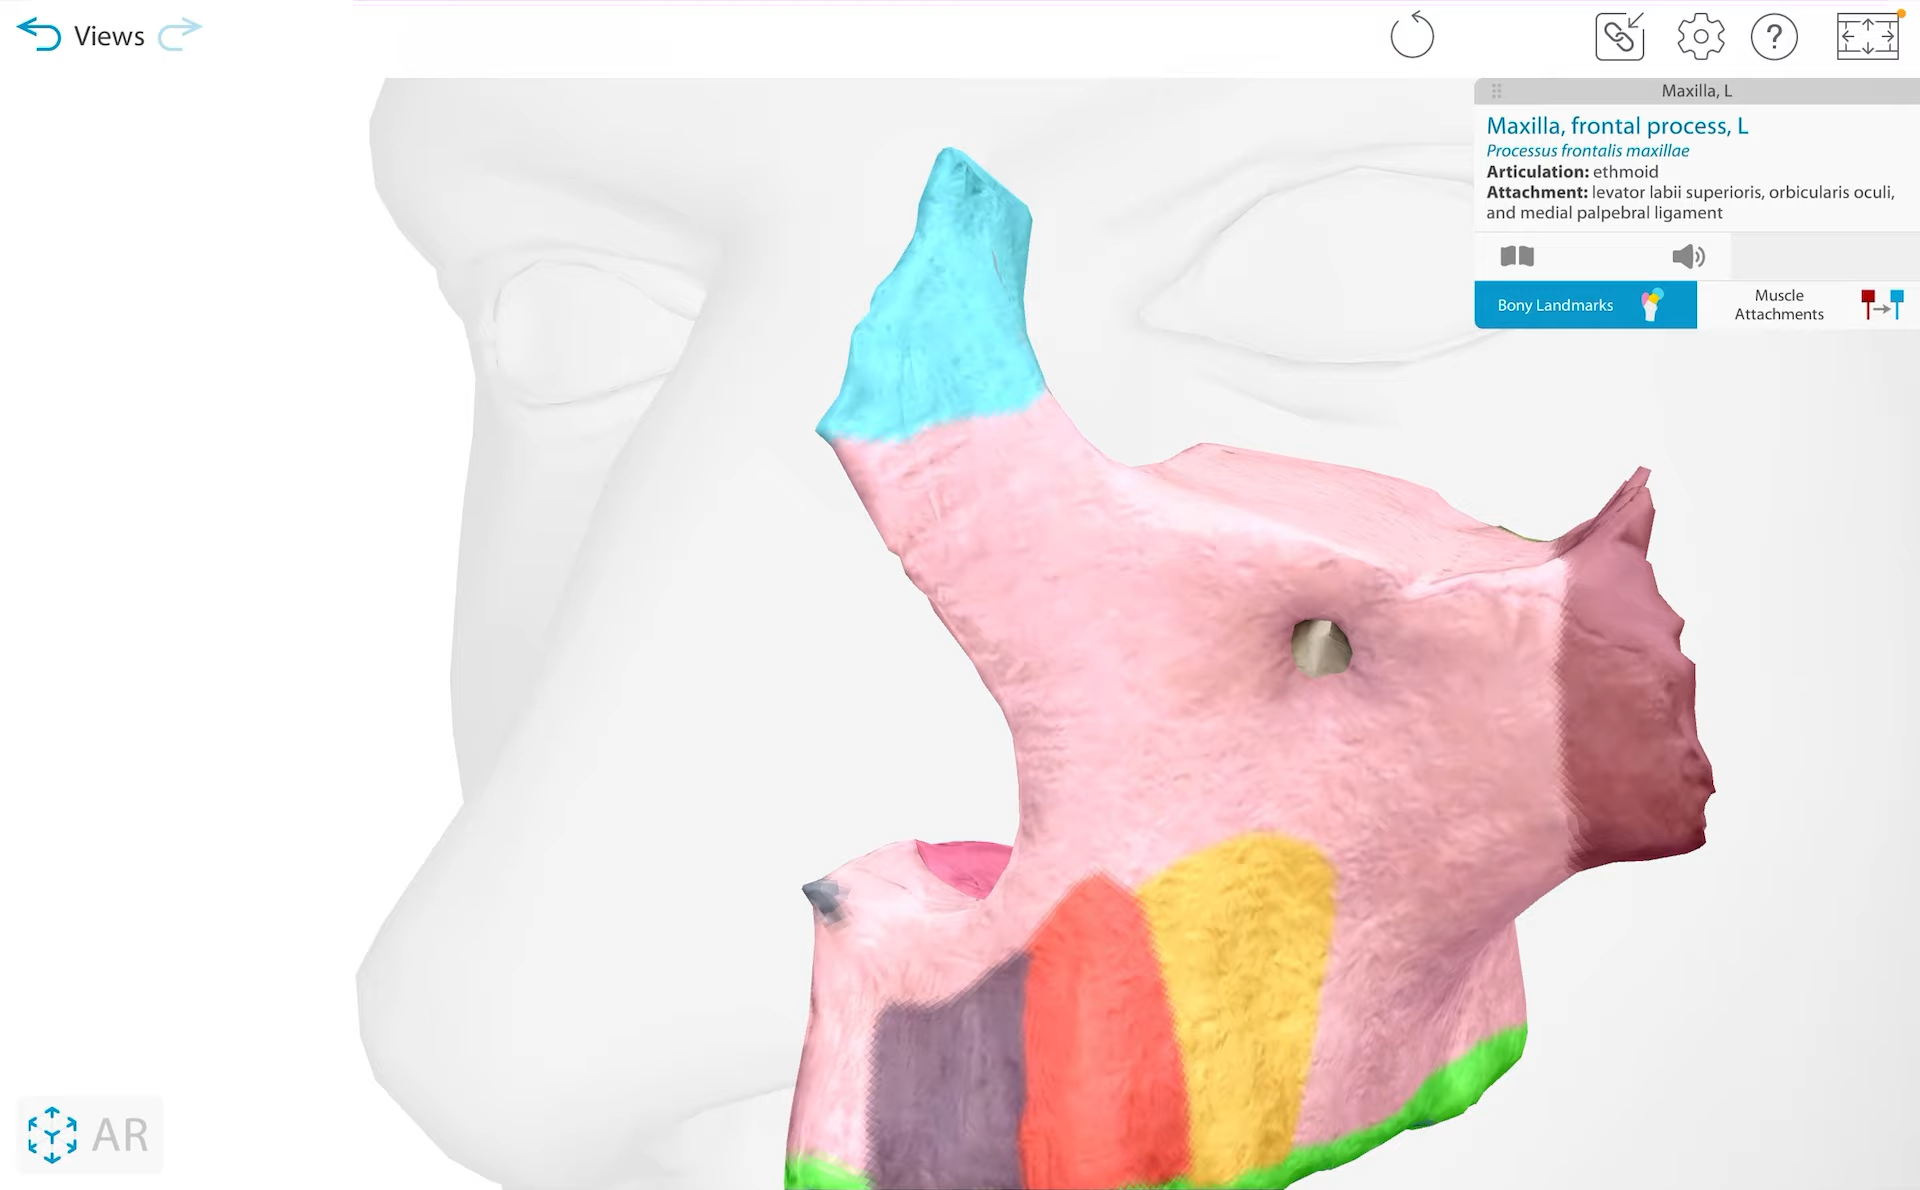 Views
?
Maxilla, L
Maxilla, frontal process, L
Processus frontalis maxillae
Articulation: ethmoid
Attachment: levator labii superioris, orbicularis oculi,
and medial palpebral ligament
Bony Landmarks
Muscle
Attachments
AR